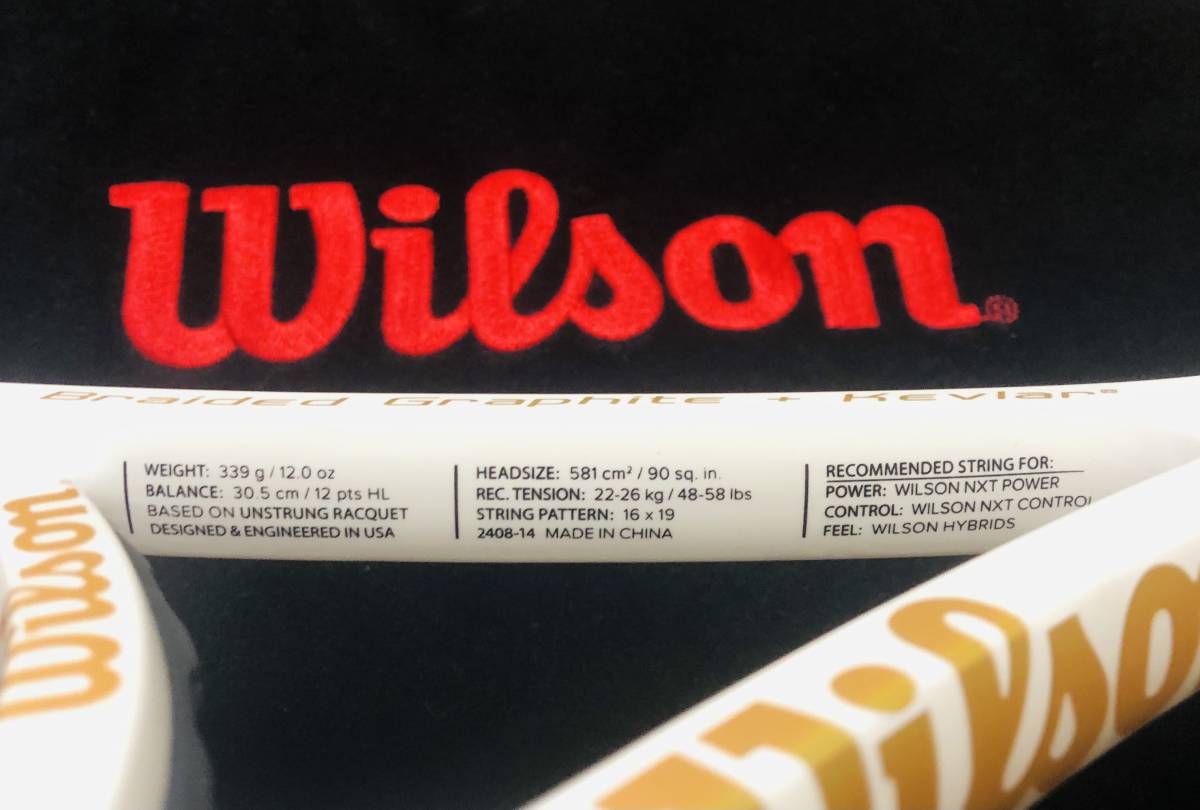 Wilson
Braided Graphite + Kevlar®
WEIGHT: 339 g / 12.0 oz
BALANCE: 30.5 cm / 12 pts HL
BASED ON UNSTRUNG RACQUET
DESIGNED & ENGINEERED IN USA
HEADSIZE: 581 cm² / 90 sq. in.
REC. TENSION: 22-26 kg / 48-58 lbs
STRING PATTERN: 16 x 19
2408-14 MADE IN CHINA
RECOMMENDED STRING FOR:
POWER: WILSON NXT POWER
CONTROL: WILSON NXT CONTROL
FEEL: WILSON HYBRIDS
Wilson.
Wilso